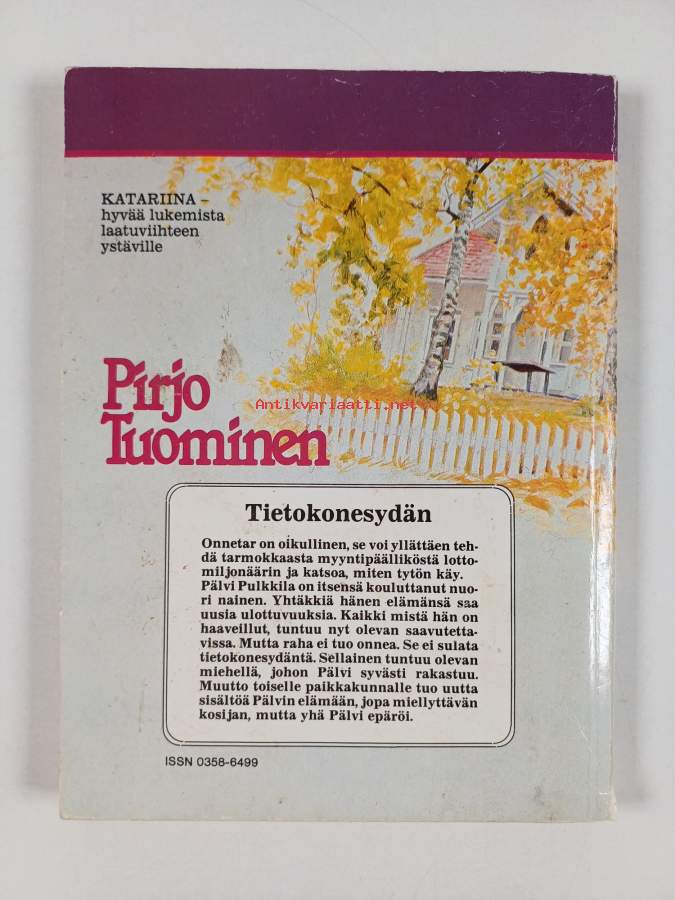 KATARIINA –
hyvää lukemista
laatuviihteen
ystäville
Pirjo
Tuominen
Antikvariaatti.net
Tietokonesydän
Onnetar on oikullinen, se voi yllättäen teh-
dä tarmokkaasta myyntipäälliköstä lotto-
miljonäärin ja katsoa, miten tytön käy.
Pälvi Pulkkila on itsensä kouluttanut nuo-
ri nainen. Yhtäkkiä hänen elämänsä saa
uusia ulottuvuuksia. Kaikki mistä hän on
haaveillut, tuntuu nyt olevan saavutetta-
vissa. Mutta raha ei tuo onnea. Se ei sulata
tietokonesydäntä. Sellainen tuntuu olevan
miehellä, johon Pälvi syvästi rakastuu.
Muutto toiselle paikkakunnalle tuo uutta
sisältöä Pälvin elämään, jopa miellyttävän
kosijan, mutta yhä Pälvi epäröi.
ISSN 0358-6499